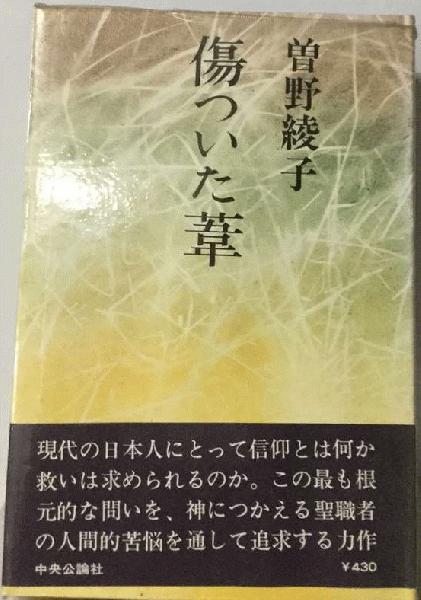 曽野綾子
傷ついた葦
現代の日本人にとって信仰とは何か
救いは求められるのか。この最も根
元的な問いを、神につかえる聖職者
の人間的苦悩を通して追求する力作
中央公論社
¥430